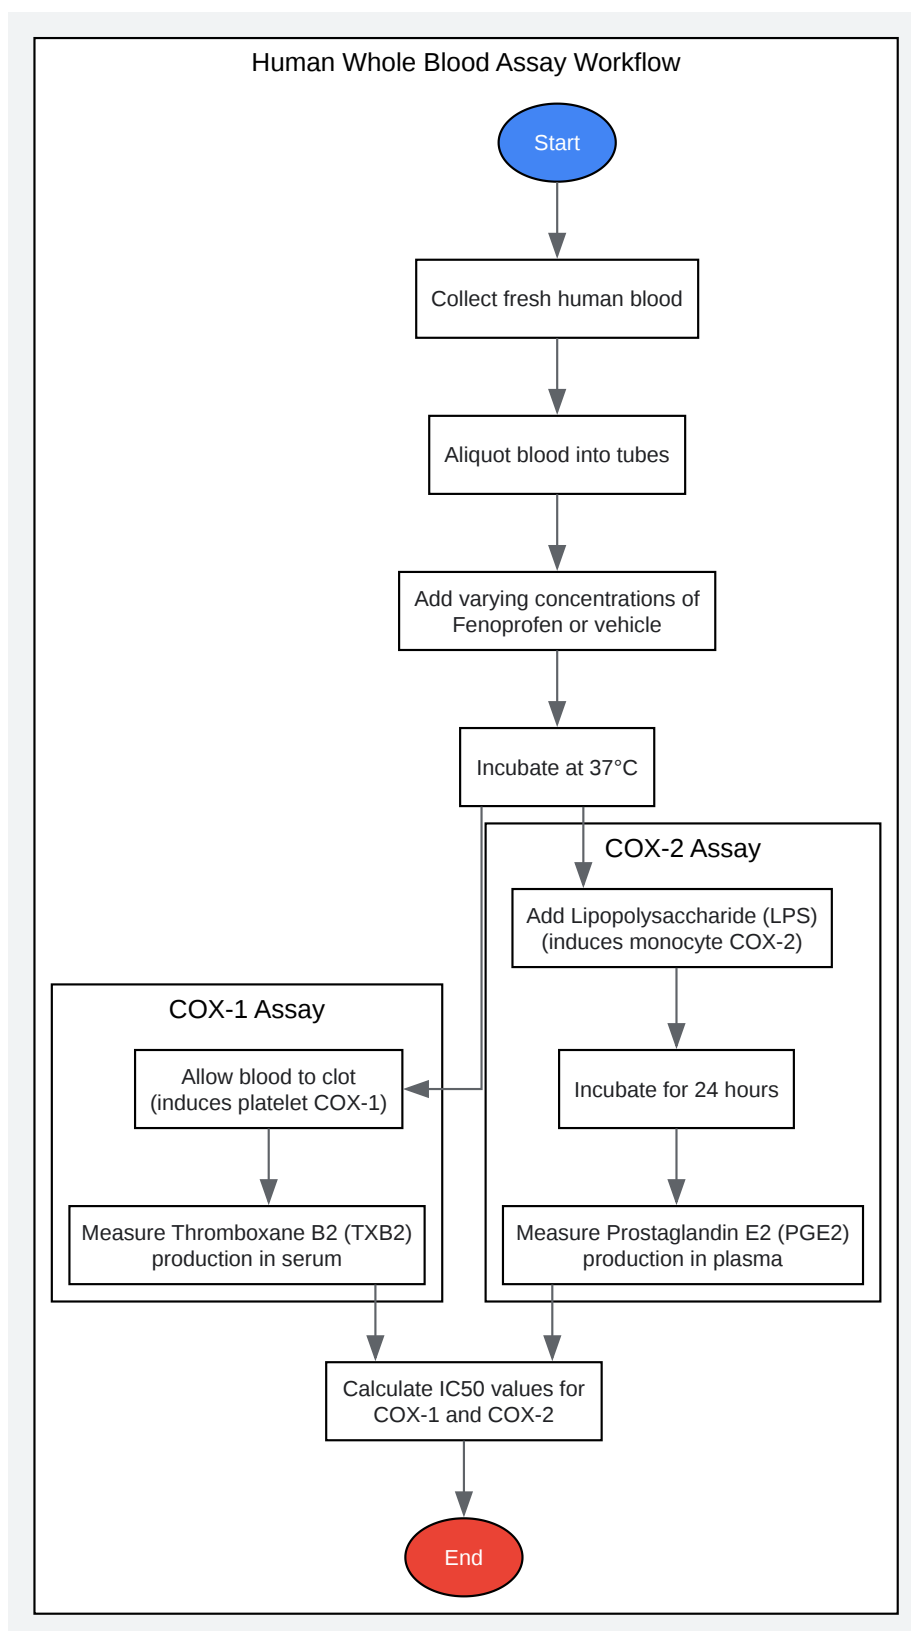 Human Whole Blood Assay Workflow
Start
Collect fresh human blood
Aliquot blood into tubes
Add varying concentrations of
Fenoprofen or vehicle
Incubate at 37°C
COX-2 Assay
Add Lipopolysaccharide (LPS)
(induces monocyte COX-2)
Incubate for 24 hours
Measure Prostaglandin E2 (PGE2)
production in plasma
COX-1 Assay
Allow blood to clot
(induces platelet COX-1)
Measure Thromboxane B2 (TXB2)
production in serum
Calculate IC50 values for
COX-1 and COX-2
End